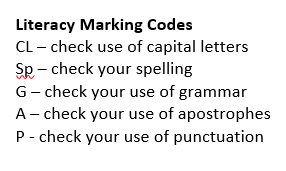 Literacy Marking Codes
CL – check use of capital letters
Sp – check your spelling
G – check your use of grammar
A – check your use of apostrophes
P - check your use of punctuation